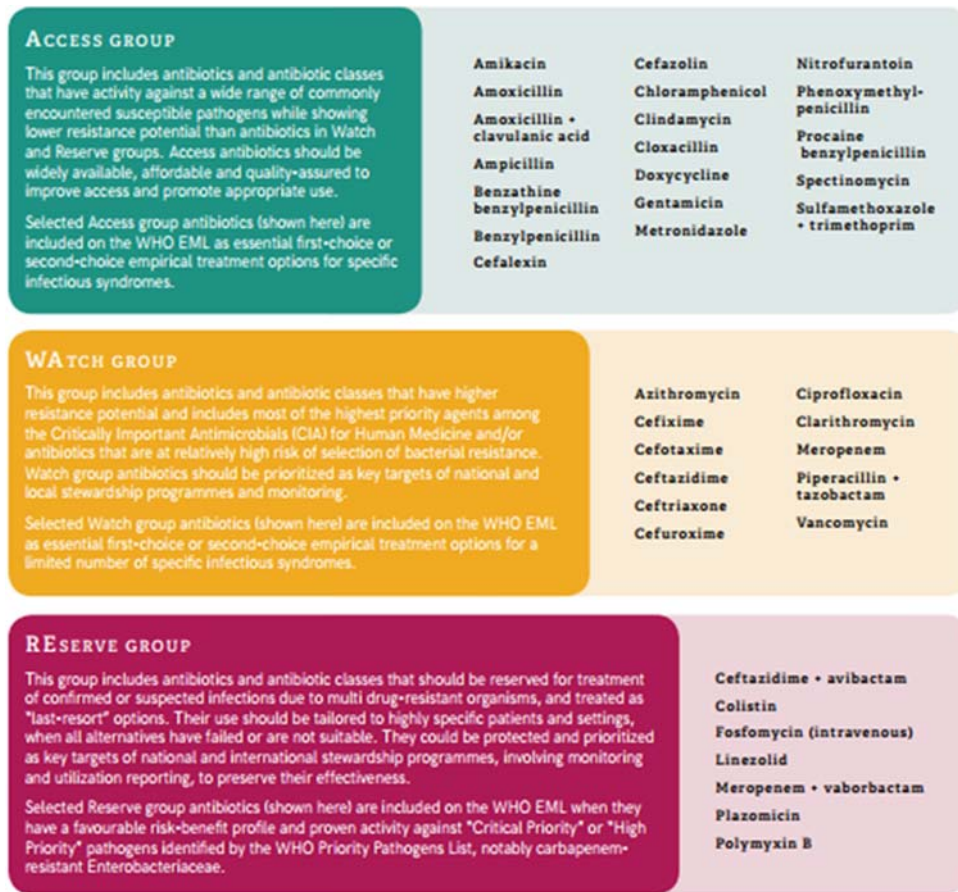 ACCESS GROUP
This group includes antibiotics and antibiotic classes
that have activity against a wide range of commonly
encountered susceptible pathogens while showing
lower resistance potential than antibiotics in Watch
and Reserve groups. Access antibiotics should be
widely available, affordable and quality-assured to
improve access and promote appropriate use.
Selected Access group antibiotics (shown here) are
included on the WHO EML as essential first-choice or
second-choice empirical treatment options for specific
infectious syndromes.
Amikacin
Amoxicillin
Amoxicillin +
clavulanic acid
Ampicillin
Benzathine
benzylpenicillin
Benzylpenicillin
Cefalexin
Cefazolin
Chloramphenicol
Clindamycin
Cloxacillin
Doxycycline
Gentamicin
Metronidazole
Nitrofurantoin
Phenoxymethyl-
penicillin
Procaine
benzylpenicillin
Spectinomycin
Sulfamethoxazole
+ trimethoprim
WATCH GROUP
This group includes antibiotics and antibiotic classes that have higher
resistance potential and includes most of the highest priority agents among
the Critically Important Antimicrobials (CIA) for Human Medicine and/or
antibiotics that are at relatively high risk of selection of bacterial resistance.
Watch group antibiotics should be prioritized as key targets of national and
local stewardship programmes and monitoring.
Selected Watch group antibiotics (shown here) are included on the WHO EML
as essential first-choice or second-choice empirical treatment options for a
limited number of specific infectious syndromes.
Azithromycin
Cefixime
Cefotaxime
Ceftazidime
Ceftriaxone
Cefuroxime
Ciprofloxacin
Clarithromycin
Meropenem
Piperacillin +
tazobactam
Vancomycin
RESERVE GROUP
This group includes antibiotics and antibiotic classes that should be reserved for treatment
of confirmed or suspected infections due to multi drug-resistant organisms, and treated as
"last-resort" options. Their use should be tailored to highly specific patients and settings,
when all alternatives have failed or are not suitable. They could be protected and prioritized
as key targets of national and international stewardship programmes, involving monitoring
and utilization reporting, to preserve their effectiveness.
Selected Reserve group antibiotics (shown here) are included on the WHO EML when they
have a favourable risk-benefit profile and proven activity against "Critical Priority" or "High
Priority" pathogens identified by the WHO Priority Pathogens List, notably carbapenem-
resistant Enterobacteriaceae.
Ceftazidime + avibactam
Colistin
Fosfomycin (intravenous)
Linezolid
Meropenem + vaborbactam
Plazomicin
Polymyxin B